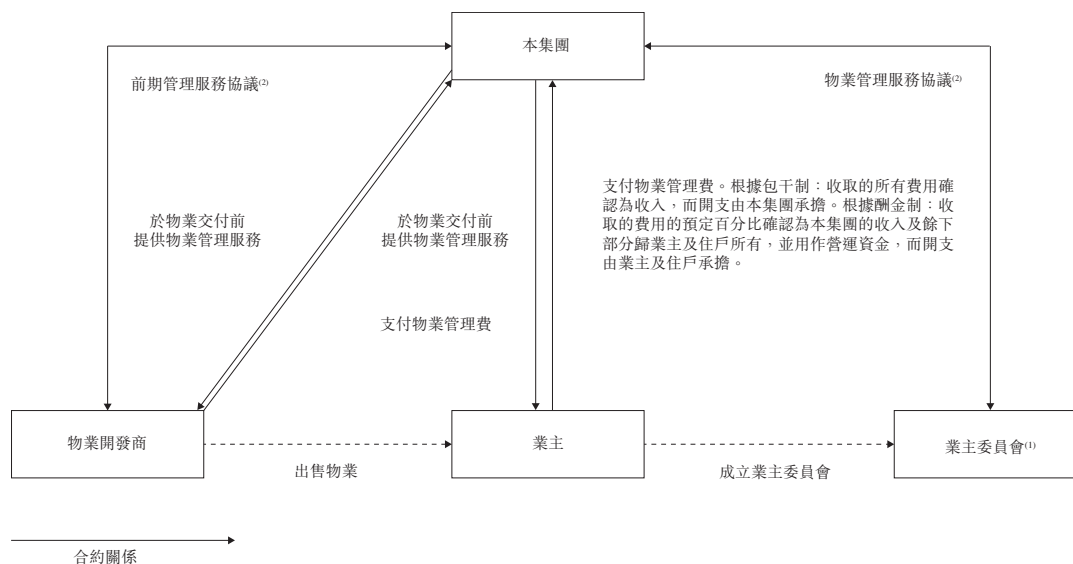 本集團
前期管理服務協議(2)
物業管理服務協議(2)
支付物業管理費。根據包干制：收取的所有費用確
認為收入，而開支由本集團承擔。根據酬金制：收
取的費用的預定百分比確認為本集團的收入及餘下
部分歸業主及住戶所有，並用作營運資金，而開支
由業主及住戶承擔。
於物業交付前
提供物業管理服務
於物業交付前
提供物業管理服務
支付物業管理費
物業開發商
業主
業主委員會(1)
出售物業
成立業主委員會
合約關係